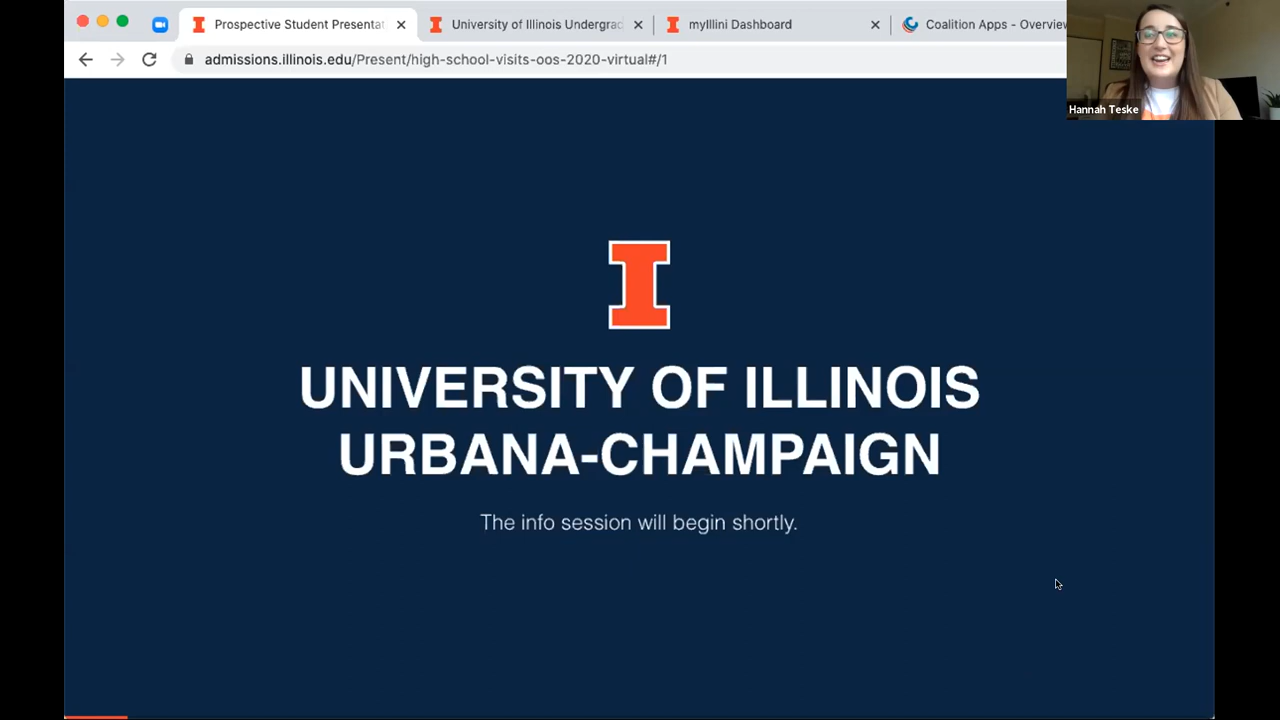 Prospective Student Presentat
University of Illinois Undergrad
myIllini Dashboard
Coalition Apps - Overview
admissions.illinois.edu/Present/high-school-visits-oos-2020-virtual#/1
Hannah Teske
I
UNIVERSITY OF ILLINOIS
URBANA-CHAMPAIGN
The info session will begin shortly.